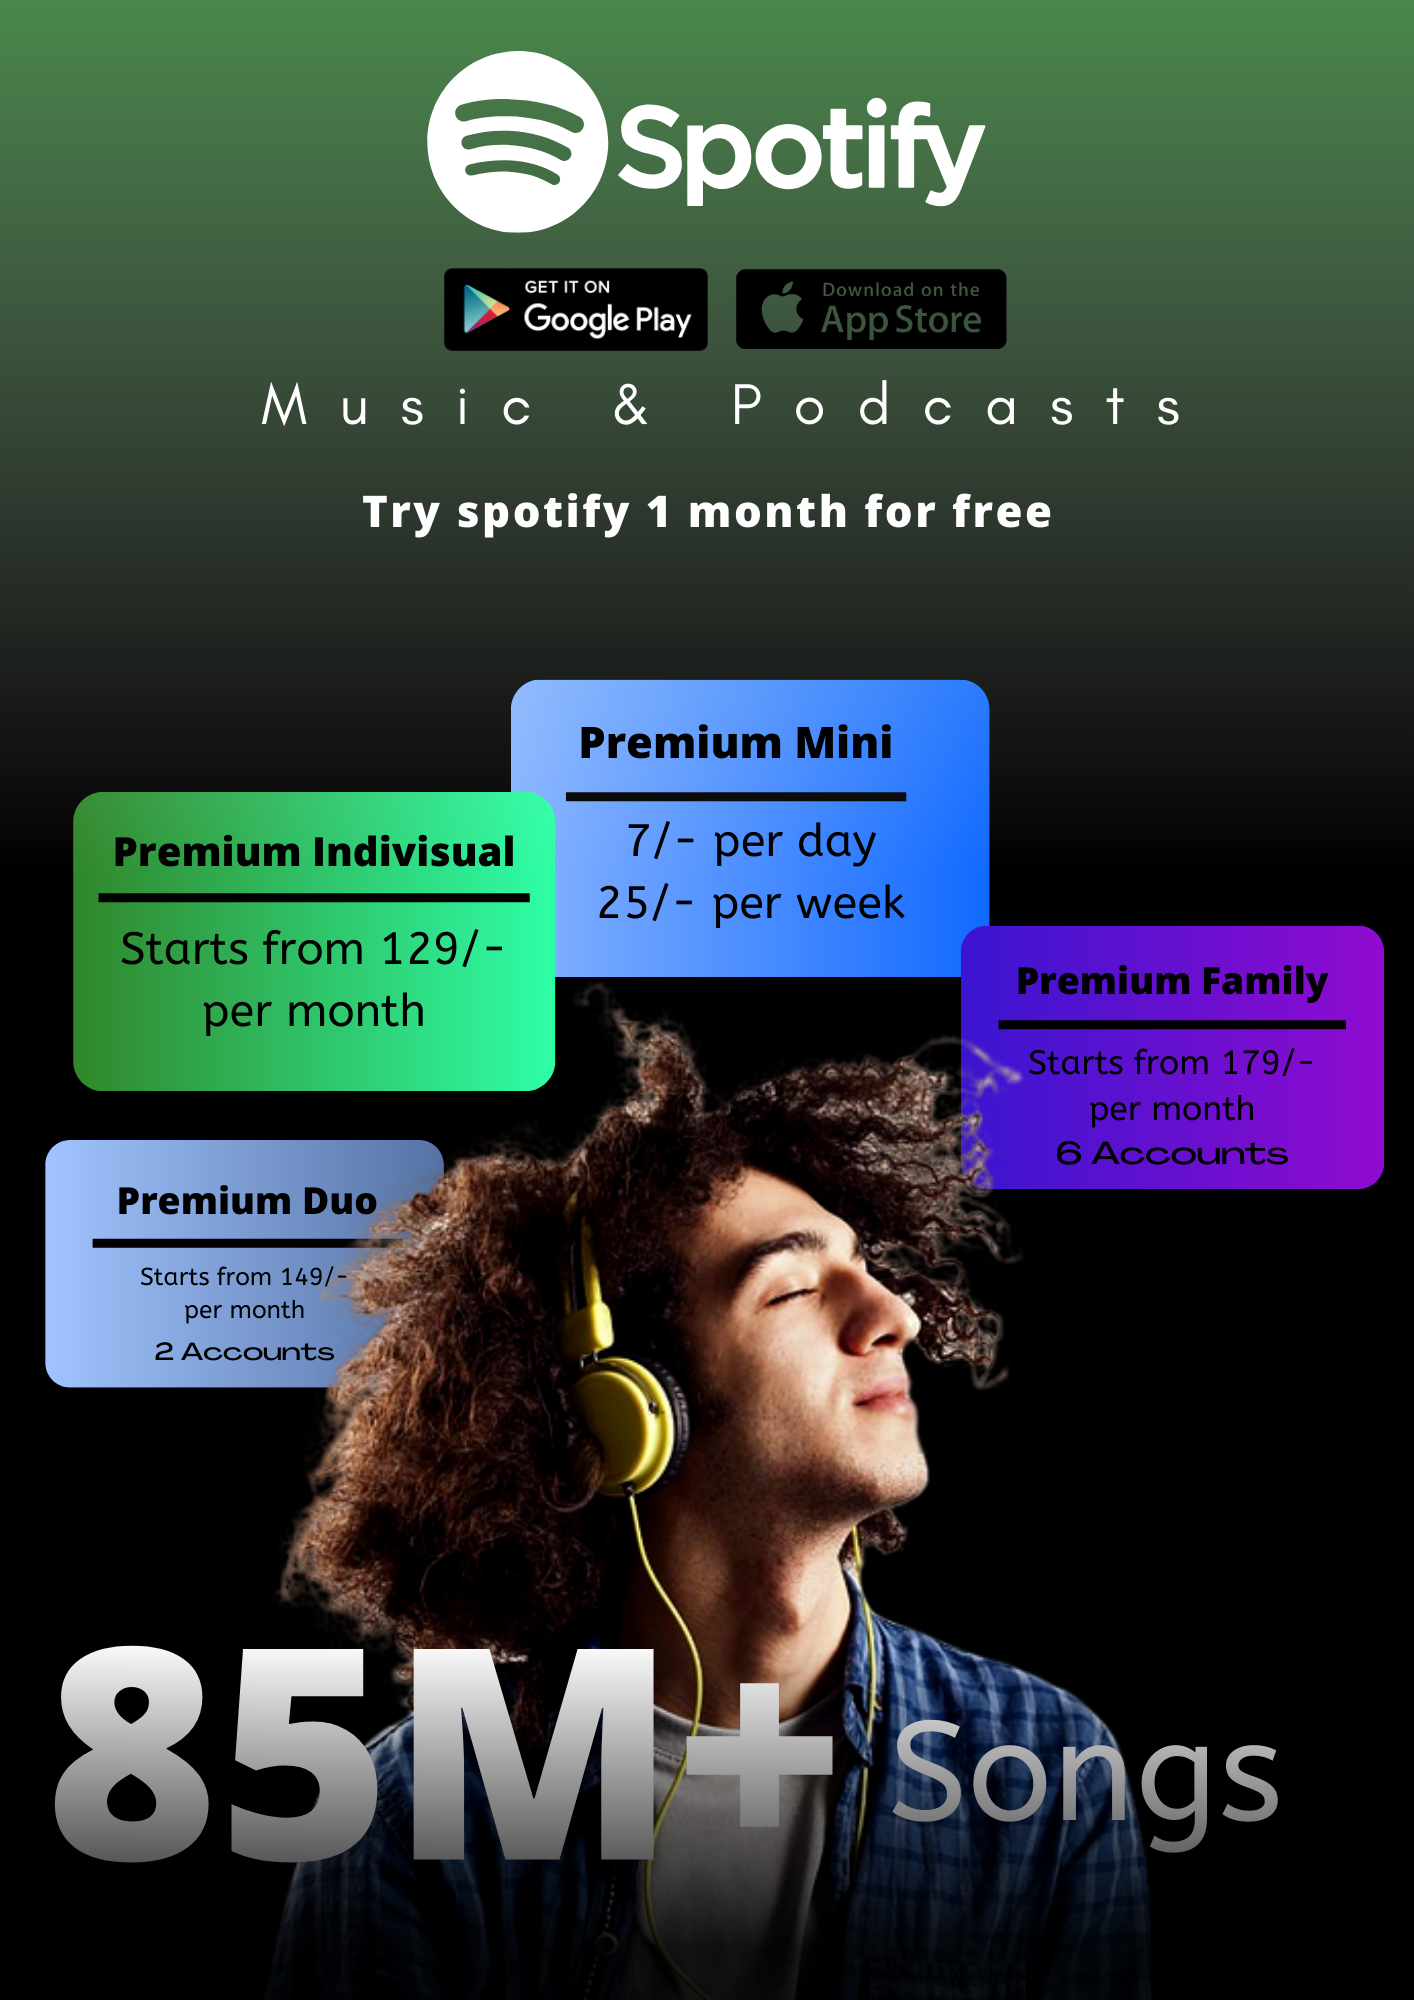 Spotify
GET IT ON
Google Play
Download on the
App Store
Music & Podcasts
Try spotify 1 month for free
Premium Mini
7/- per day
25/- per week
Premium Indivisual
Starts from 129/-
per month
Premium Family
Starts from 179/-
per month
6 Accounts
Premium Duo
Starts from 149/-
per month
2 Accounts
85M+ Songs